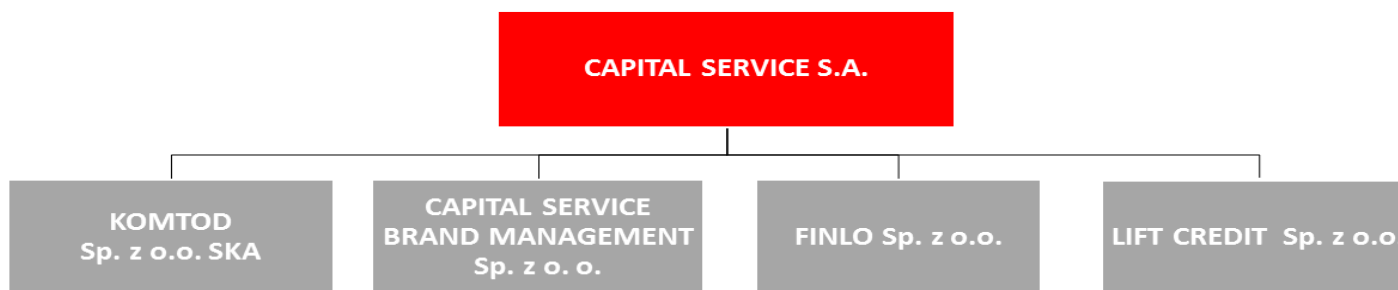 CAPITAL SERVICE S.A.
KOMTOD
Sp. z o.o. SKA
CAPITAL SERVICE
BRAND MANAGEMENT
Sp. z o. o.
FINLO Sp. z o.o.
LIFT CREDIT Sp. z o.o